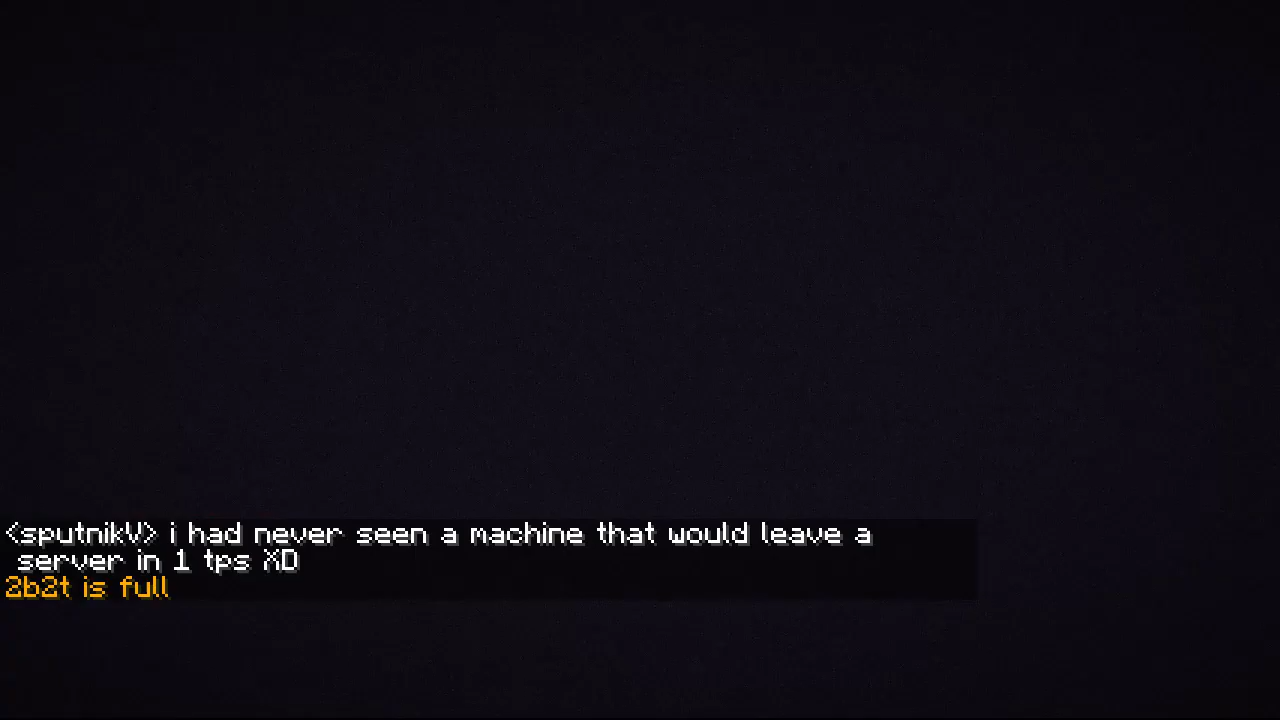 <sputnikV> i had never seen a machine that would leave a
server in 1 tps XD
2b2t is full